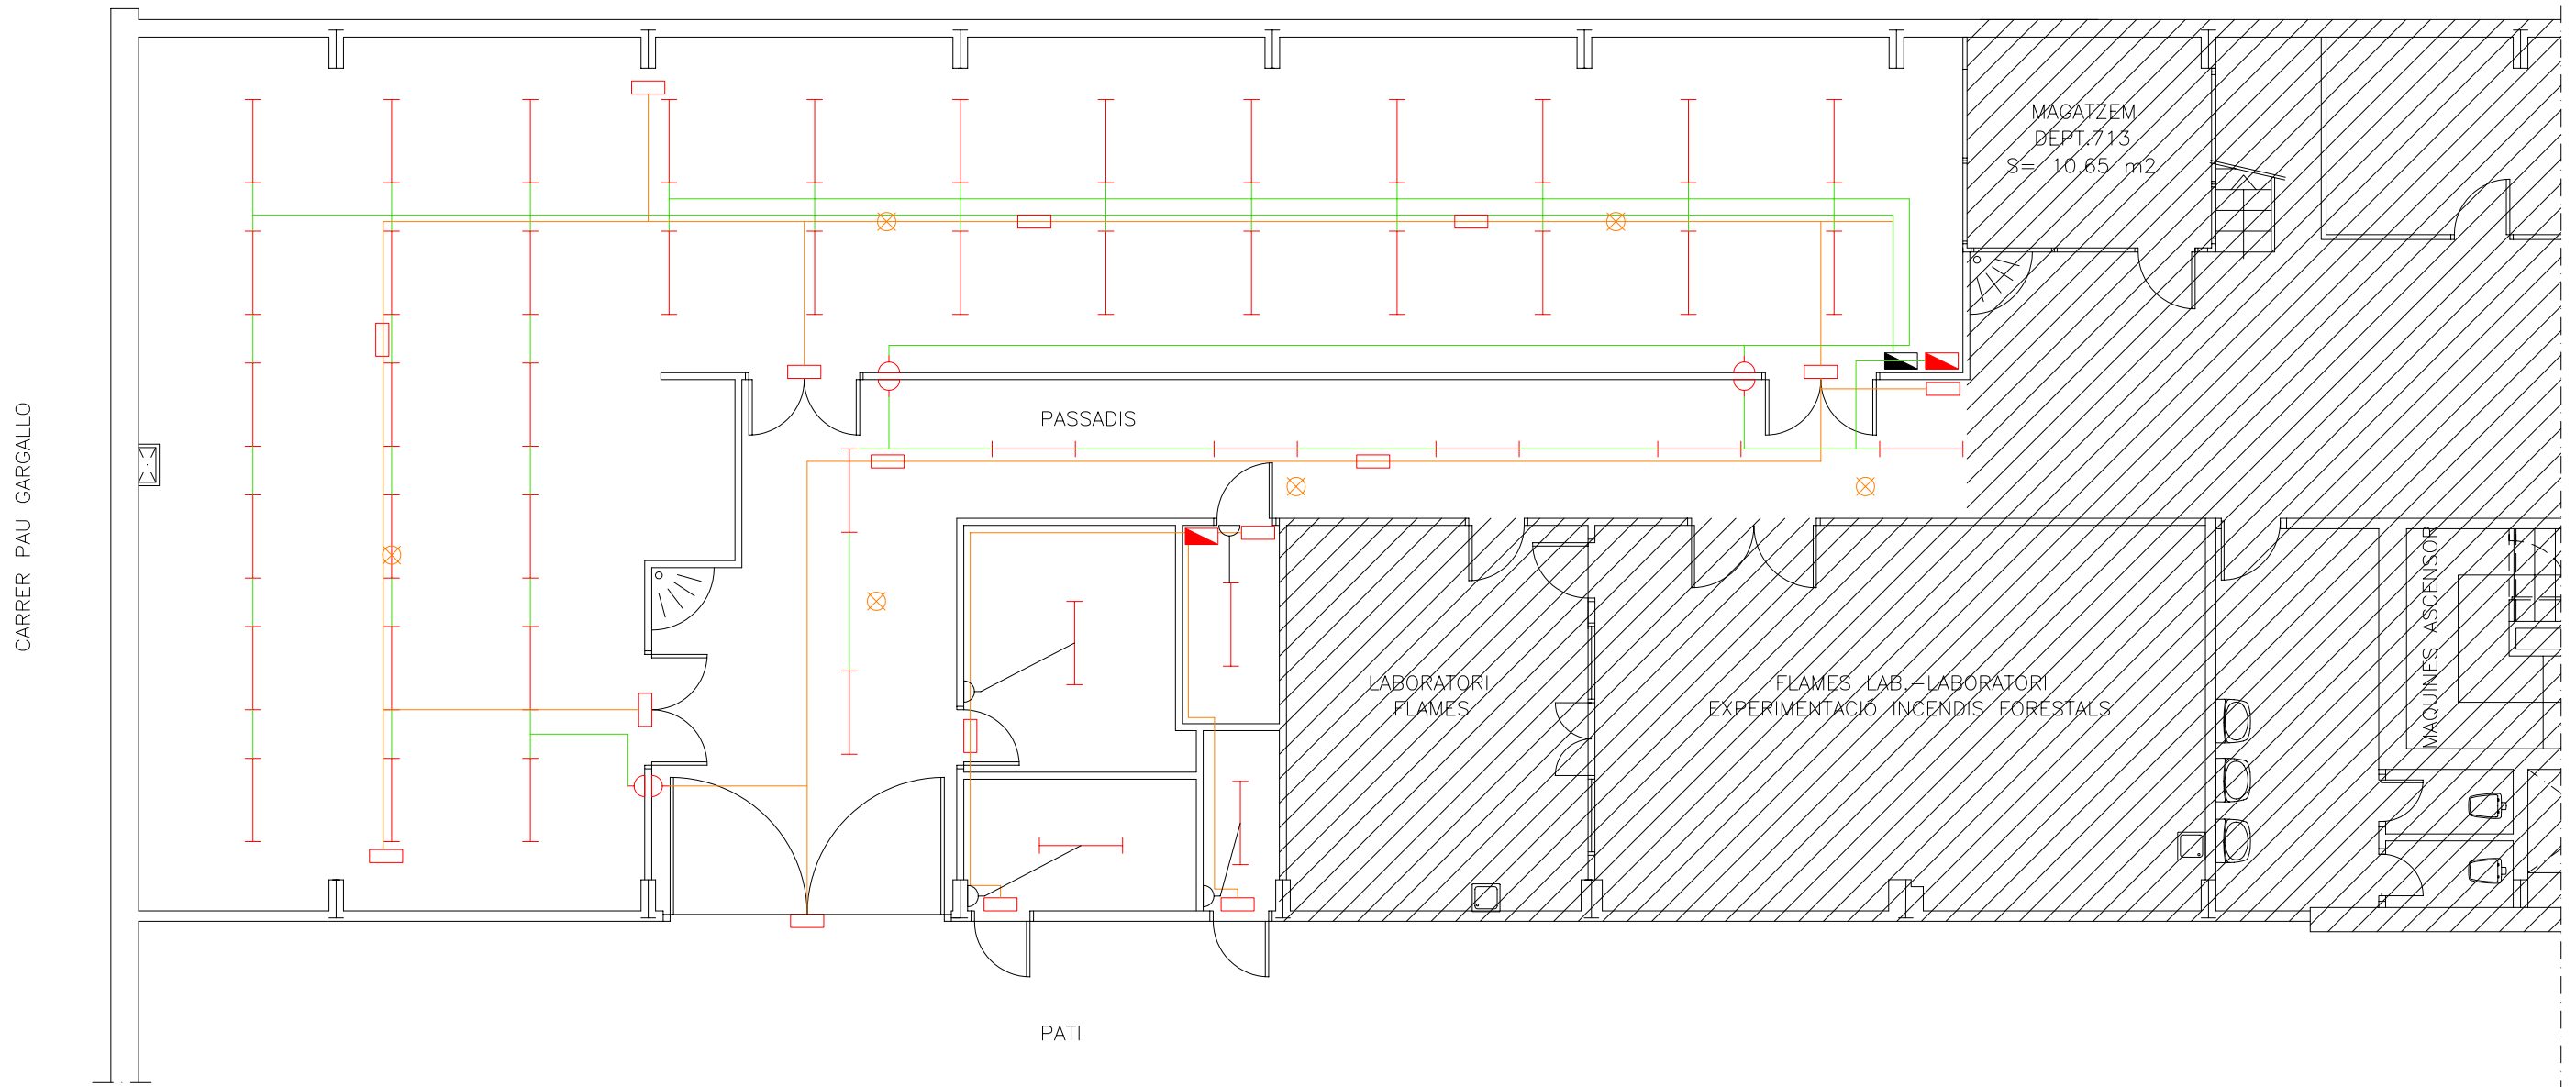 MAGATZEM
DEPT.713
S= 10.65 m2
CARRER PAU GARGALLO
PASSADIS
LABORATORI
FLAMES
FLAMES LAB.-LABORATORI
EXPERIMENTACIÓ INCENDIS FORESTALS
MAQUINES ASCENSOR
PATI